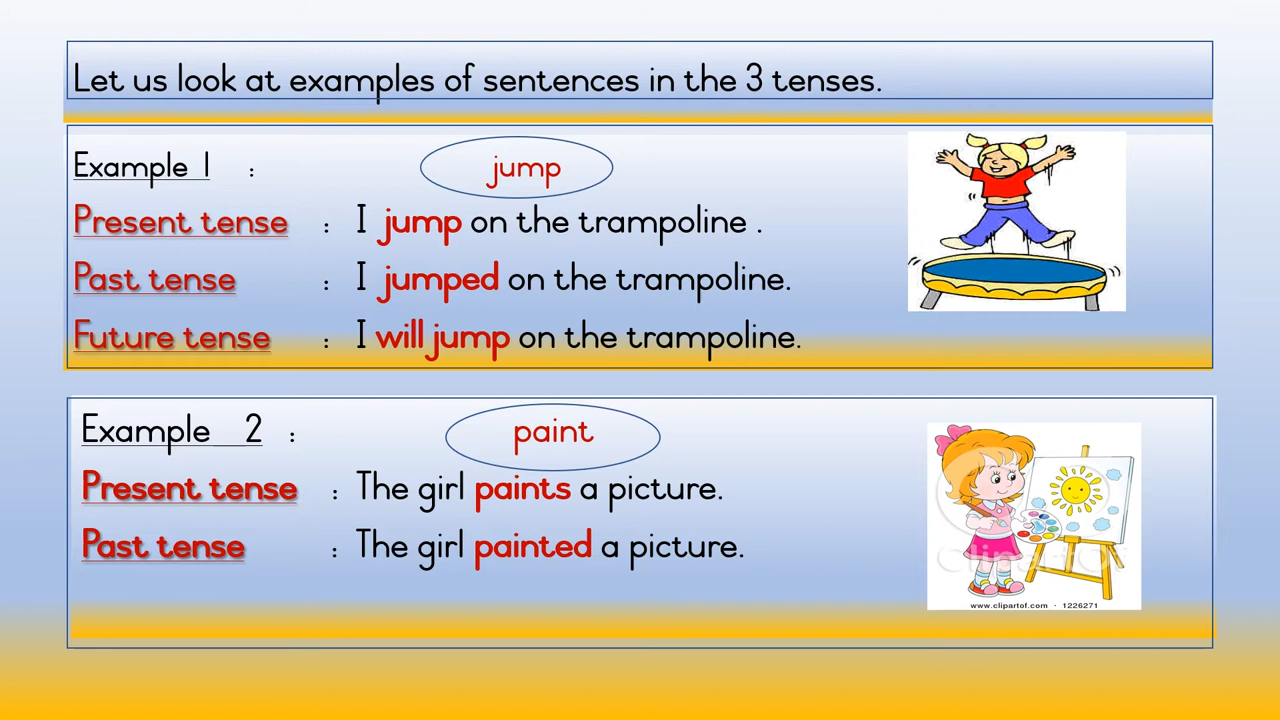 Let us look at examples of sentences in the 3 tenses.
Example 1 : jump
Present tense : I jump on the trampoline .
Past tense : I jumped on the trampoline.
Future tense : I will jump on the trampoline.
Example 2 : paint
Present tense : The girl paints a picture.
Past tense : The girl painted a picture.
ClipartOf
www.clipartof.com · 1226271